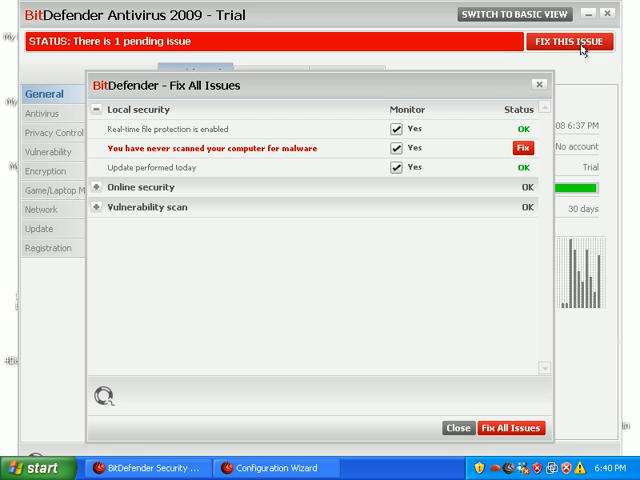 BitDefender Antivirus 2009 - Trial
SWITCH TO BASIC VIEW
STATUS: There is 1 pending issue
FIX THIS ISSUE
BitDefender - Fix All Issues
General
Antivirus
Privacy Control
Vulnerability
Encryption
Game/Laptop M
Network
Update
Registration
Local security Monitor Status
Real-time file protection is enabled Yes OK
You have never scanned your computer for malware Yes Fix
Update performed today Yes OK
Online security OK
Vulnerability scan OK
08 6:37 PM
No account
Trial
30 days
Close
Fix All Issues
start
BitDefender Security ...
Configuration Wizard
6:40 PM